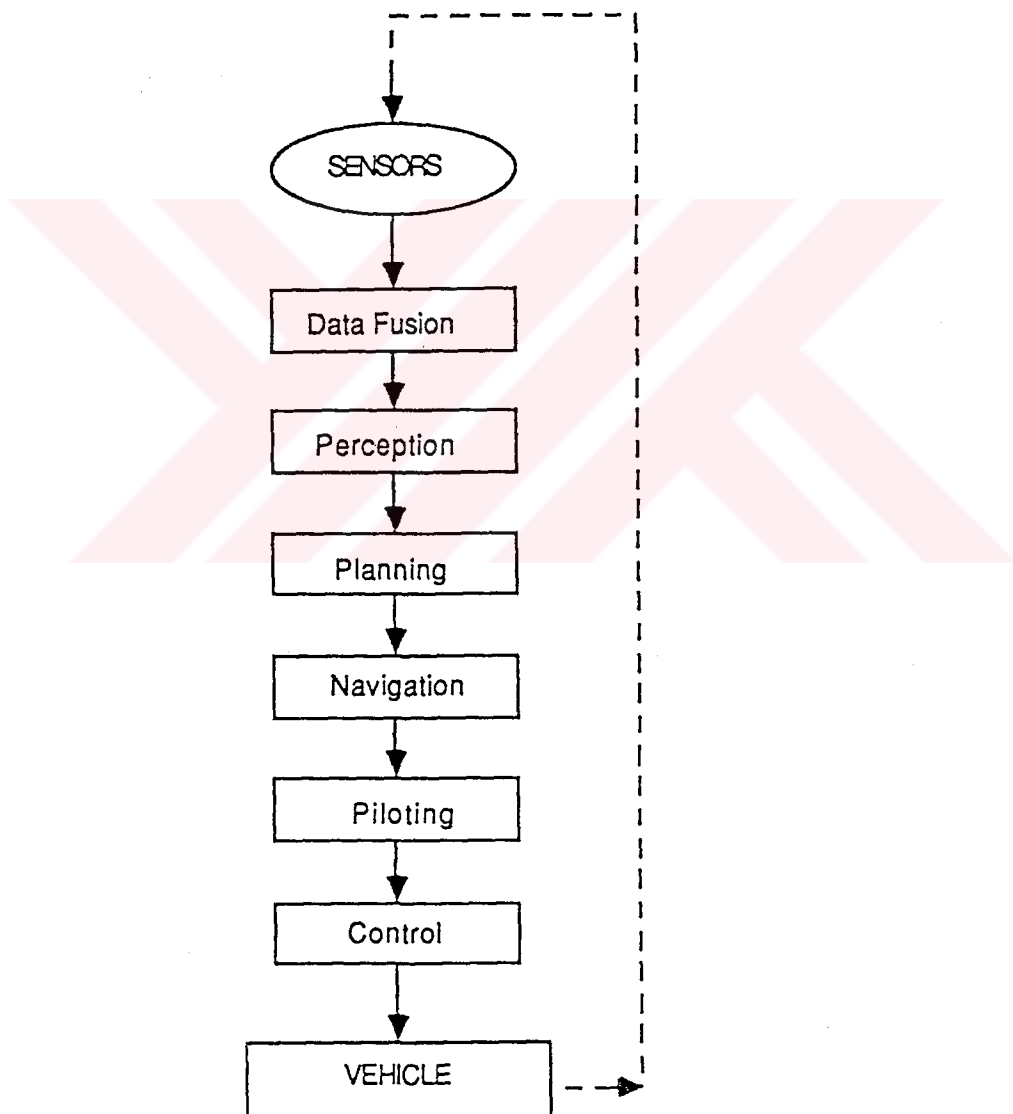 SENSORS
Data Fusion
Perception
Planning
Navigation
Piloting
Control
VEHICLE